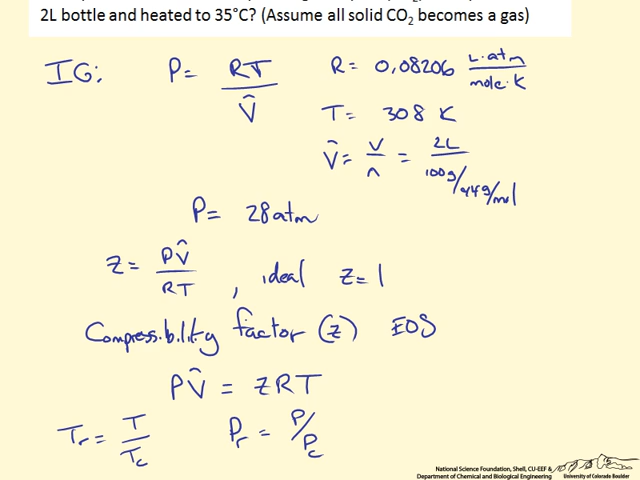 2L bottle and heated to 35°C? (Assume all solid CO₂ becomes a gas)
IG: P = RT / V̂ R = 0.08206 L·atm / mole·K
T = 308 K
V̂ = V / n = 2L / 100g/44g/mol
P = 28 atm
Z = PV̂ / RT , ideal Z = 1
Compressibility factor (z) EOS
PV̂ = ZRT
Tr = T / Tc Pr = P/Pc
National Science Foundation, Shell, CU-EEF &
Department of Chemical and Biological Engineering University of Colorado Boulder